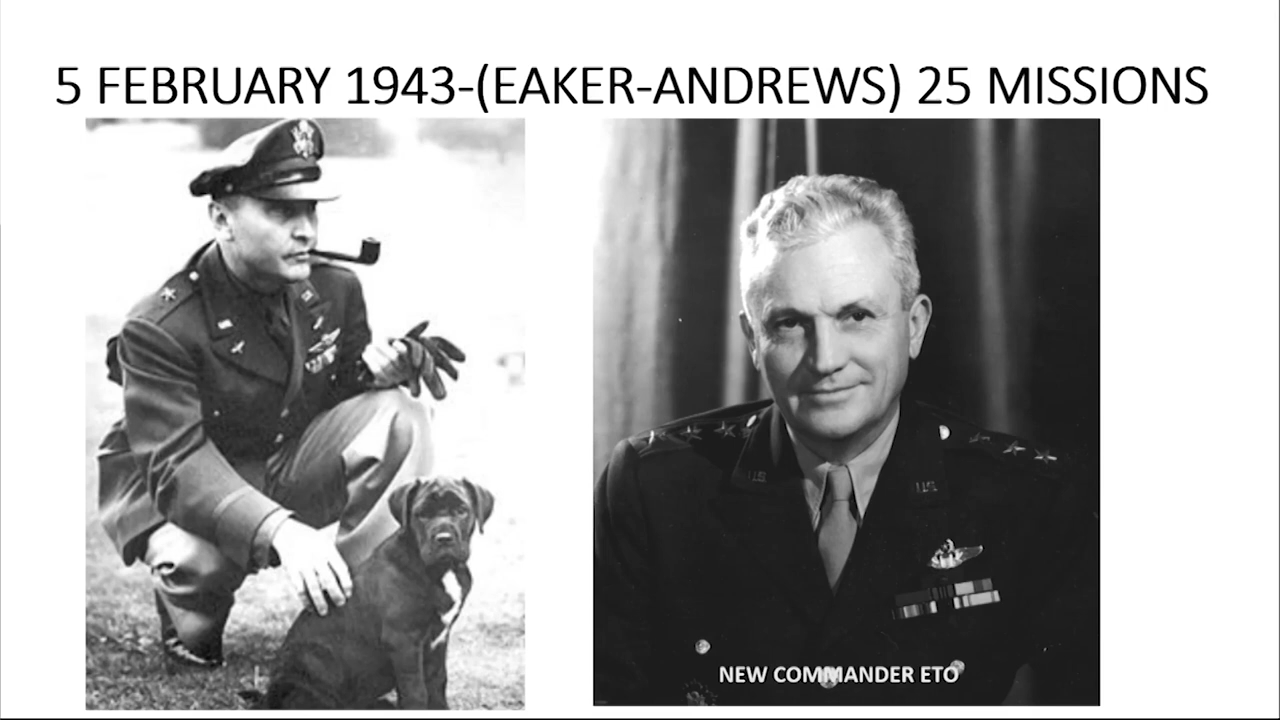 5 FEBRUARY 1943-(EAKER-ANDREWS) 25 MISSIONS
U.S.
U.S.
NEW COMMANDER ETO